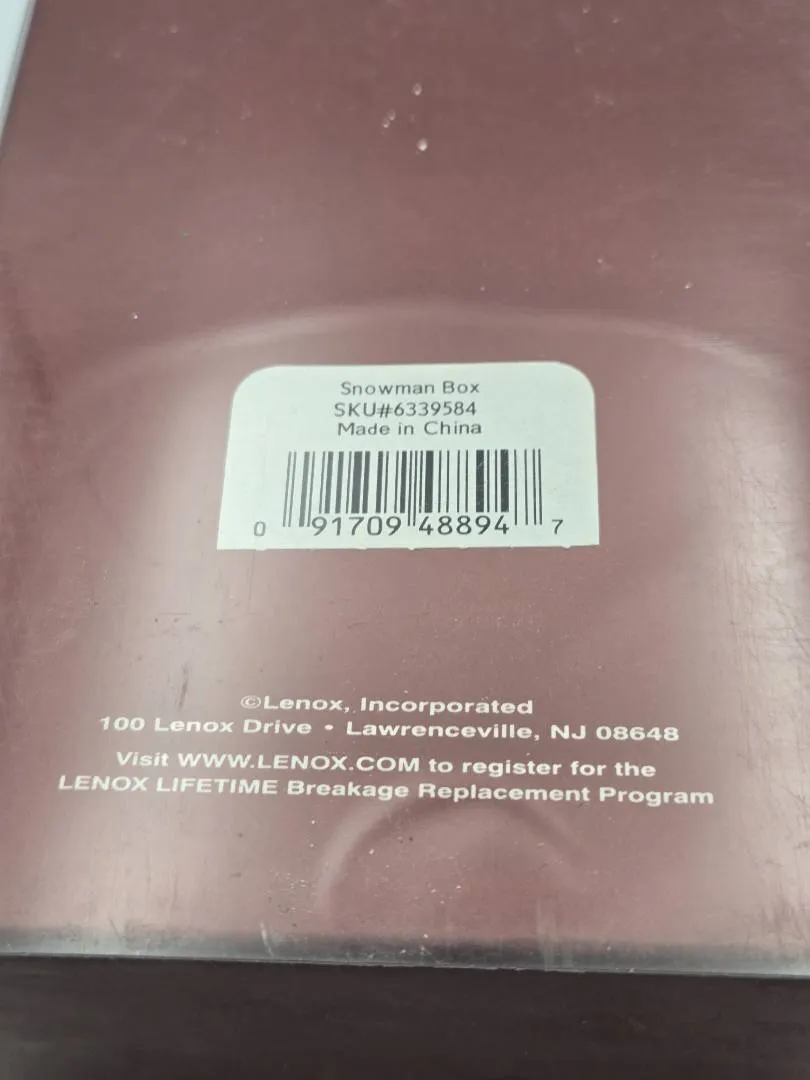 Snowman Box
SKU#6339584
Made in China
0 91709 48894 7
©Lenox, Incorporated
100 Lenox Drive • Lawrenceville, NJ 08648
Visit WWW.LENOX.COM to register for the
LENOX LIFETIME Breakage Replacement Program